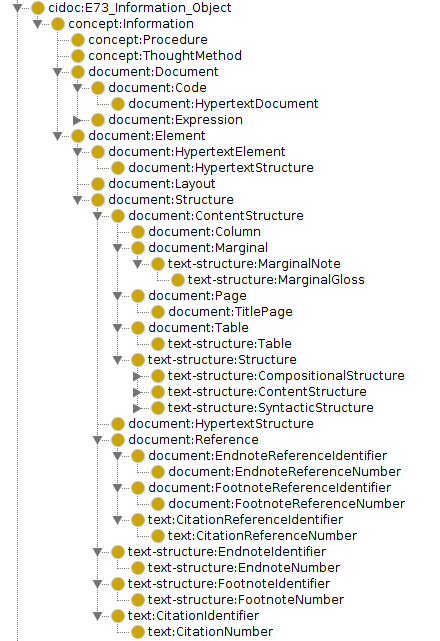 cidoc:E73_Information_Object
concept:Information
concept:Procedure
concept:ThoughtMethod
document:Document
document:Code
document:HypertextDocument
document:Expression
document:Element
document:HypertextElement
document:HypertextStructure
document:Layout
document:Structure
document:ContentStructure
document:Column
document:Marginal
text-structure:MarginalNote
text-structure:MarginalGloss
document:Page
document:TitlePage
document:Table
text-structure:Table
text-structure:Structure
text-structure:CompositionalStructure
text-structure:ContentStructure
text-structure:SyntacticStructure
document:HypertextStructure
document:Reference
document:EndnoteReferenceIdentifier
document:EndnoteReferenceNumber
document:FootnoteReferenceIdentifier
document:FootnoteReferenceNumber
text:CitationReferenceIdentifier
text:CitationReferenceNumber
text-structure:EndnoteIdentifier
text-structure:EndnoteNumber
text-structure:FootnoteIdentifier
text-structure:FootnoteNumber
text:CitationIdentifier
text:CitationNumber